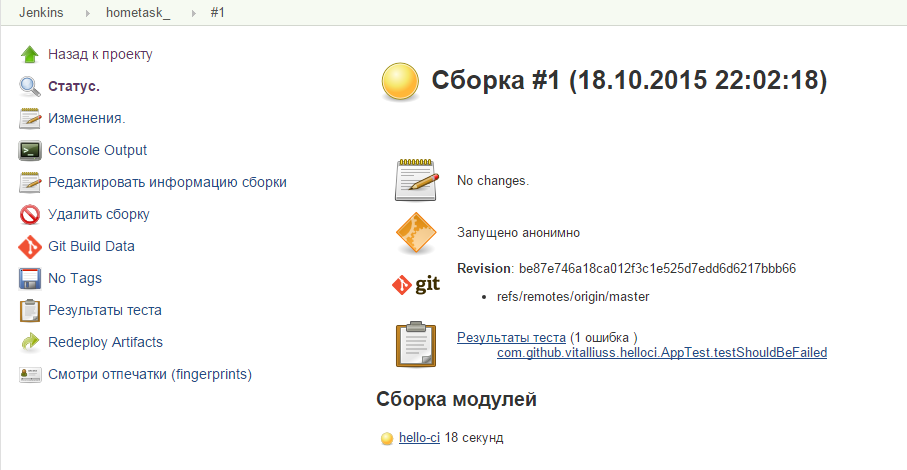 Jenkins hometask_ #1
Назад к проекту
Статус.
Изменения.
Console Output
Редактировать информацию сборки
Удалить сборку
Git Build Data
No Tags
Результаты теста
Redeploy Artifacts
Смотри отпечатки (fingerprints)
Сборка #1 (18.10.2015 22:02:18)
No changes.
Запущено анонимно
git
Revision: be87e746a18ca012f3c1e525d7edd6d6217bbb66
refs/remotes/origin/master
Результаты теста (1 ошибка )
com.github.vitalliuss.helloci.AppTest.testShouldBeFailed
Сборка модулей
hello-ci 18 секунд